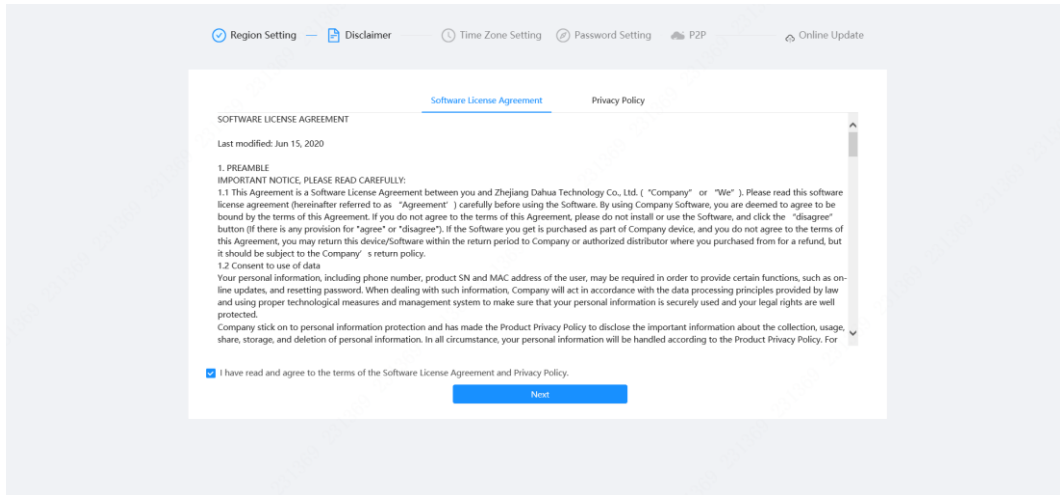 Region Setting Disclaimer Time Zone Setting Password Setting P2P Online Update
Software License Agreement Privacy Policy
SOFTWARE LICENSE AGREEMENT
Last modified: Jun 15, 2020
1. PREAMBLE
IMPORTANT NOTICE, PLEASE READ CAREFULLY:
1.1 This Agreement is a Software License Agreement between you and Zhejiang Dahua Technology Co., Ltd. ( "Company" or "We" ). Please read this software
license agreement (hereinafter referred to as "Agreement' ) carefully before using the Software. By using Company Software, you are deemed to agree to be
bound by the terms of this Agreement. If you do not agree to the terms of this Agreement, please do not install or use the Software, and click the "disagree"
button (If there is any provision for "agree" or "disagree"). If the Software you get is purchased as part of Company device, and you do not agree to the terms of
this Agreement, you may return this device/Software within the return period to Company or authorized distributor where you purchased from for a refund, but
it should be subject to the Company' s return policy.
1.2 Consent to use of data
Your personal information, including phone number, product SN and MAC address of the user, may be required in order to provide certain functions, such as on-
line updates, and resetting password. When dealing with such information, Company will act in accordance with the data processing principles provided by law
and using proper technological measures and management system to make sure that your personal information is securely used and your legal rights are well
protected.
Company stick on to personal information protection and has made the Product Privacy Policy to disclose the important information about the collection, usage,
share, storage, and deletion of personal information. In all circumstance, your personal information will be handled according to the Product Privacy Policy. For
I have read and agree to the terms of the Software License Agreement and Privacy Policy.
Next